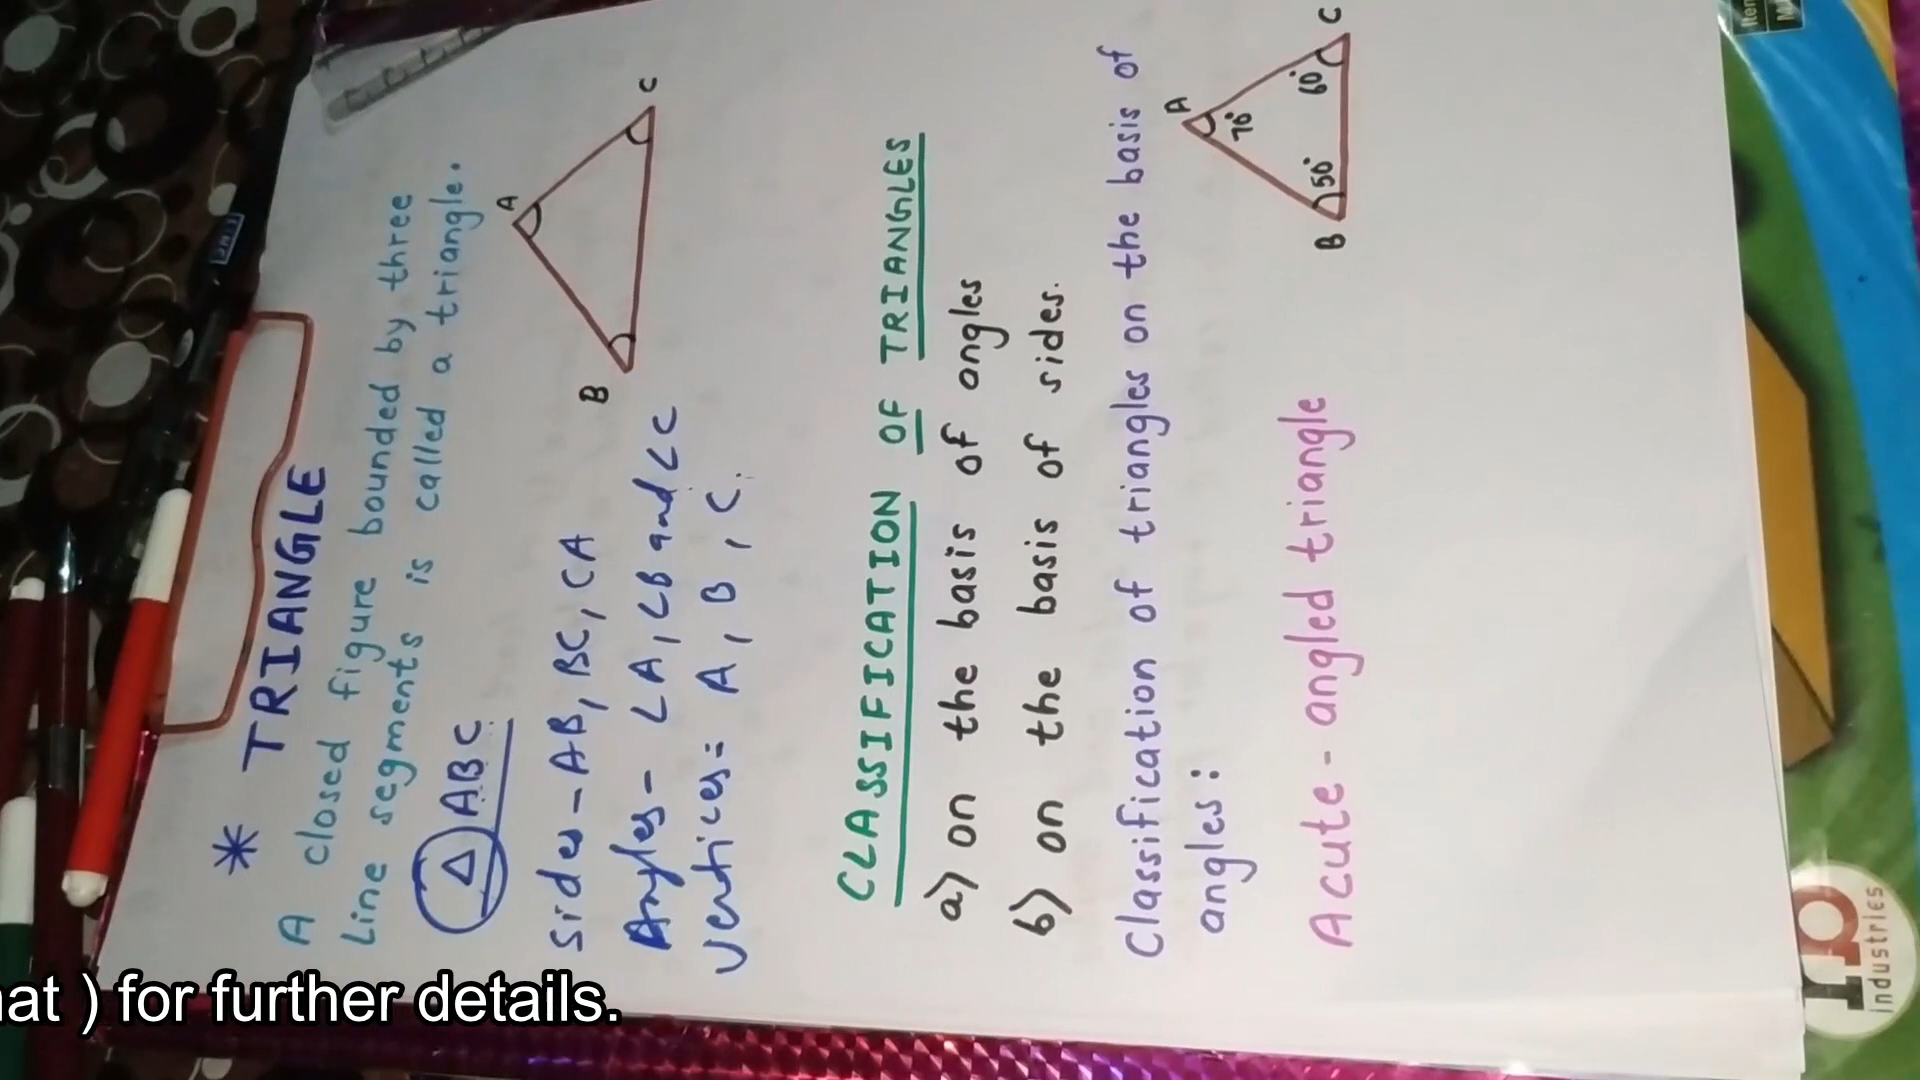 * TRIANGLE
A closed figure bounded by three
Line segments is called a triangle.
△ ABC
A
B
C
Sides - AB, BC, CA
Angles - ∠A, ∠B and ∠C
Vertices = A, B, C.
CLASSIFICATION OF TRIANGLES
a) on the basis of angles
b) on the basis of sides.
Classification of triangles on the basis of
angles:
Acute - angled triangle
A
70°
B 50° 60° C
at ) for further details.
industries